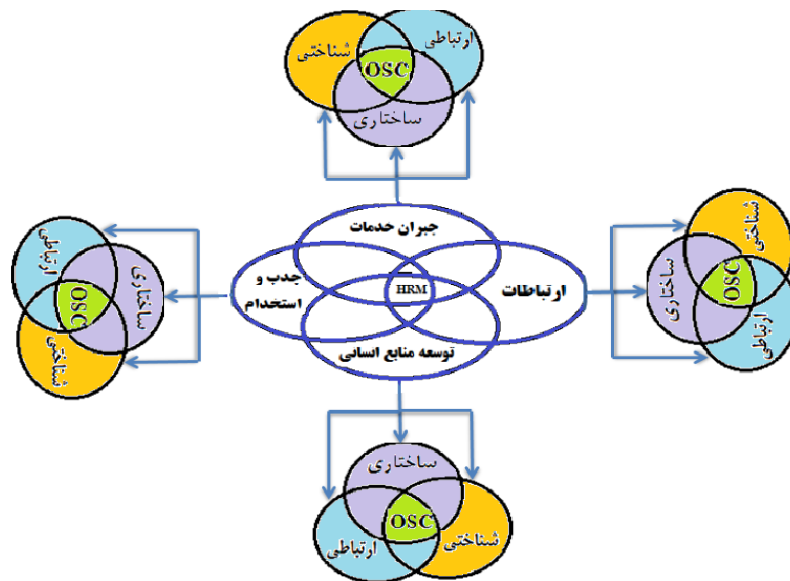 شناختی
ارتباطی
OSC
ساختاری
جبران خدمات
ارتباطی
ساختاری
OSC
شناختی
جذب و
استخدام
HRM
ارتباطات
توسعه منابع انسانی
شناختی
ساختاری
OSC
ارتباطی
ساختاری
OSC
ارتباطی
شناختی